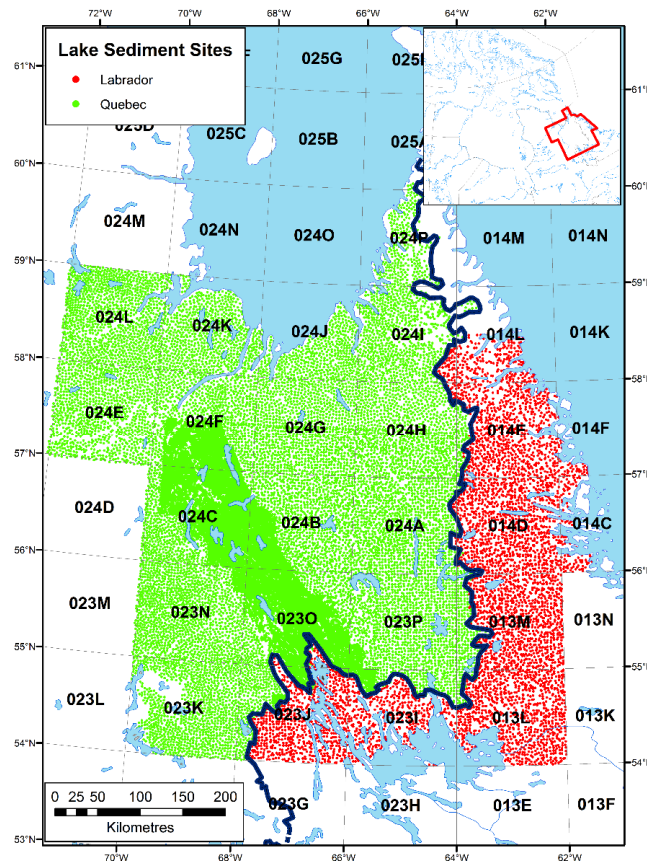 70°W 68°W 66°W 64°W 62°W
Lake Sediment Sites
Labrador
Quebec
025G
61°N
61°N
025D 025C 025B
60°N
60°N
024M 024N 024O 024P 014M 014N
59°N
59°N
024L 024K 024J 024I 014L 014K
58°N
58°N
024E 024F 024G 024H 014E 014F
57°N
57°N
024D 024C 024B 024A 014D 014C
56°N
56°N
023M 023N 023O 023P 013M 013N
55°N
55°N
023L 023K 023J 023I 013L 013K
54°N
54°N
0 25 50 100 150 200
Kilometres
023G 023H 013E 013F
53°N
53°N
70°W 68°W 66°W 64°W 62°W